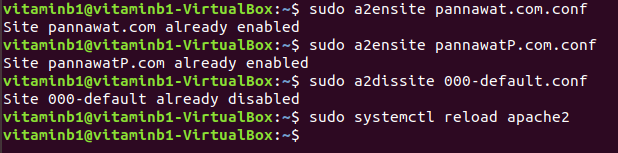 vitaminb1@vitaminb1-VirtualBox:~$ sudo a2ensite pannawat.com.conf
Site pannawat.com already enabled
vitaminb1@vitaminb1-VirtualBox:~$ sudo a2ensite pannawatP.com.conf
Site pannawatP.com already enabled
vitaminb1@vitaminb1-VirtualBox:~$ sudo a2dissite 000-default.conf
Site 000-default already disabled
vitaminb1@vitaminb1-VirtualBox:~$ sudo systemctl reload apache2
vitaminb1@vitaminb1-VirtualBox:~$